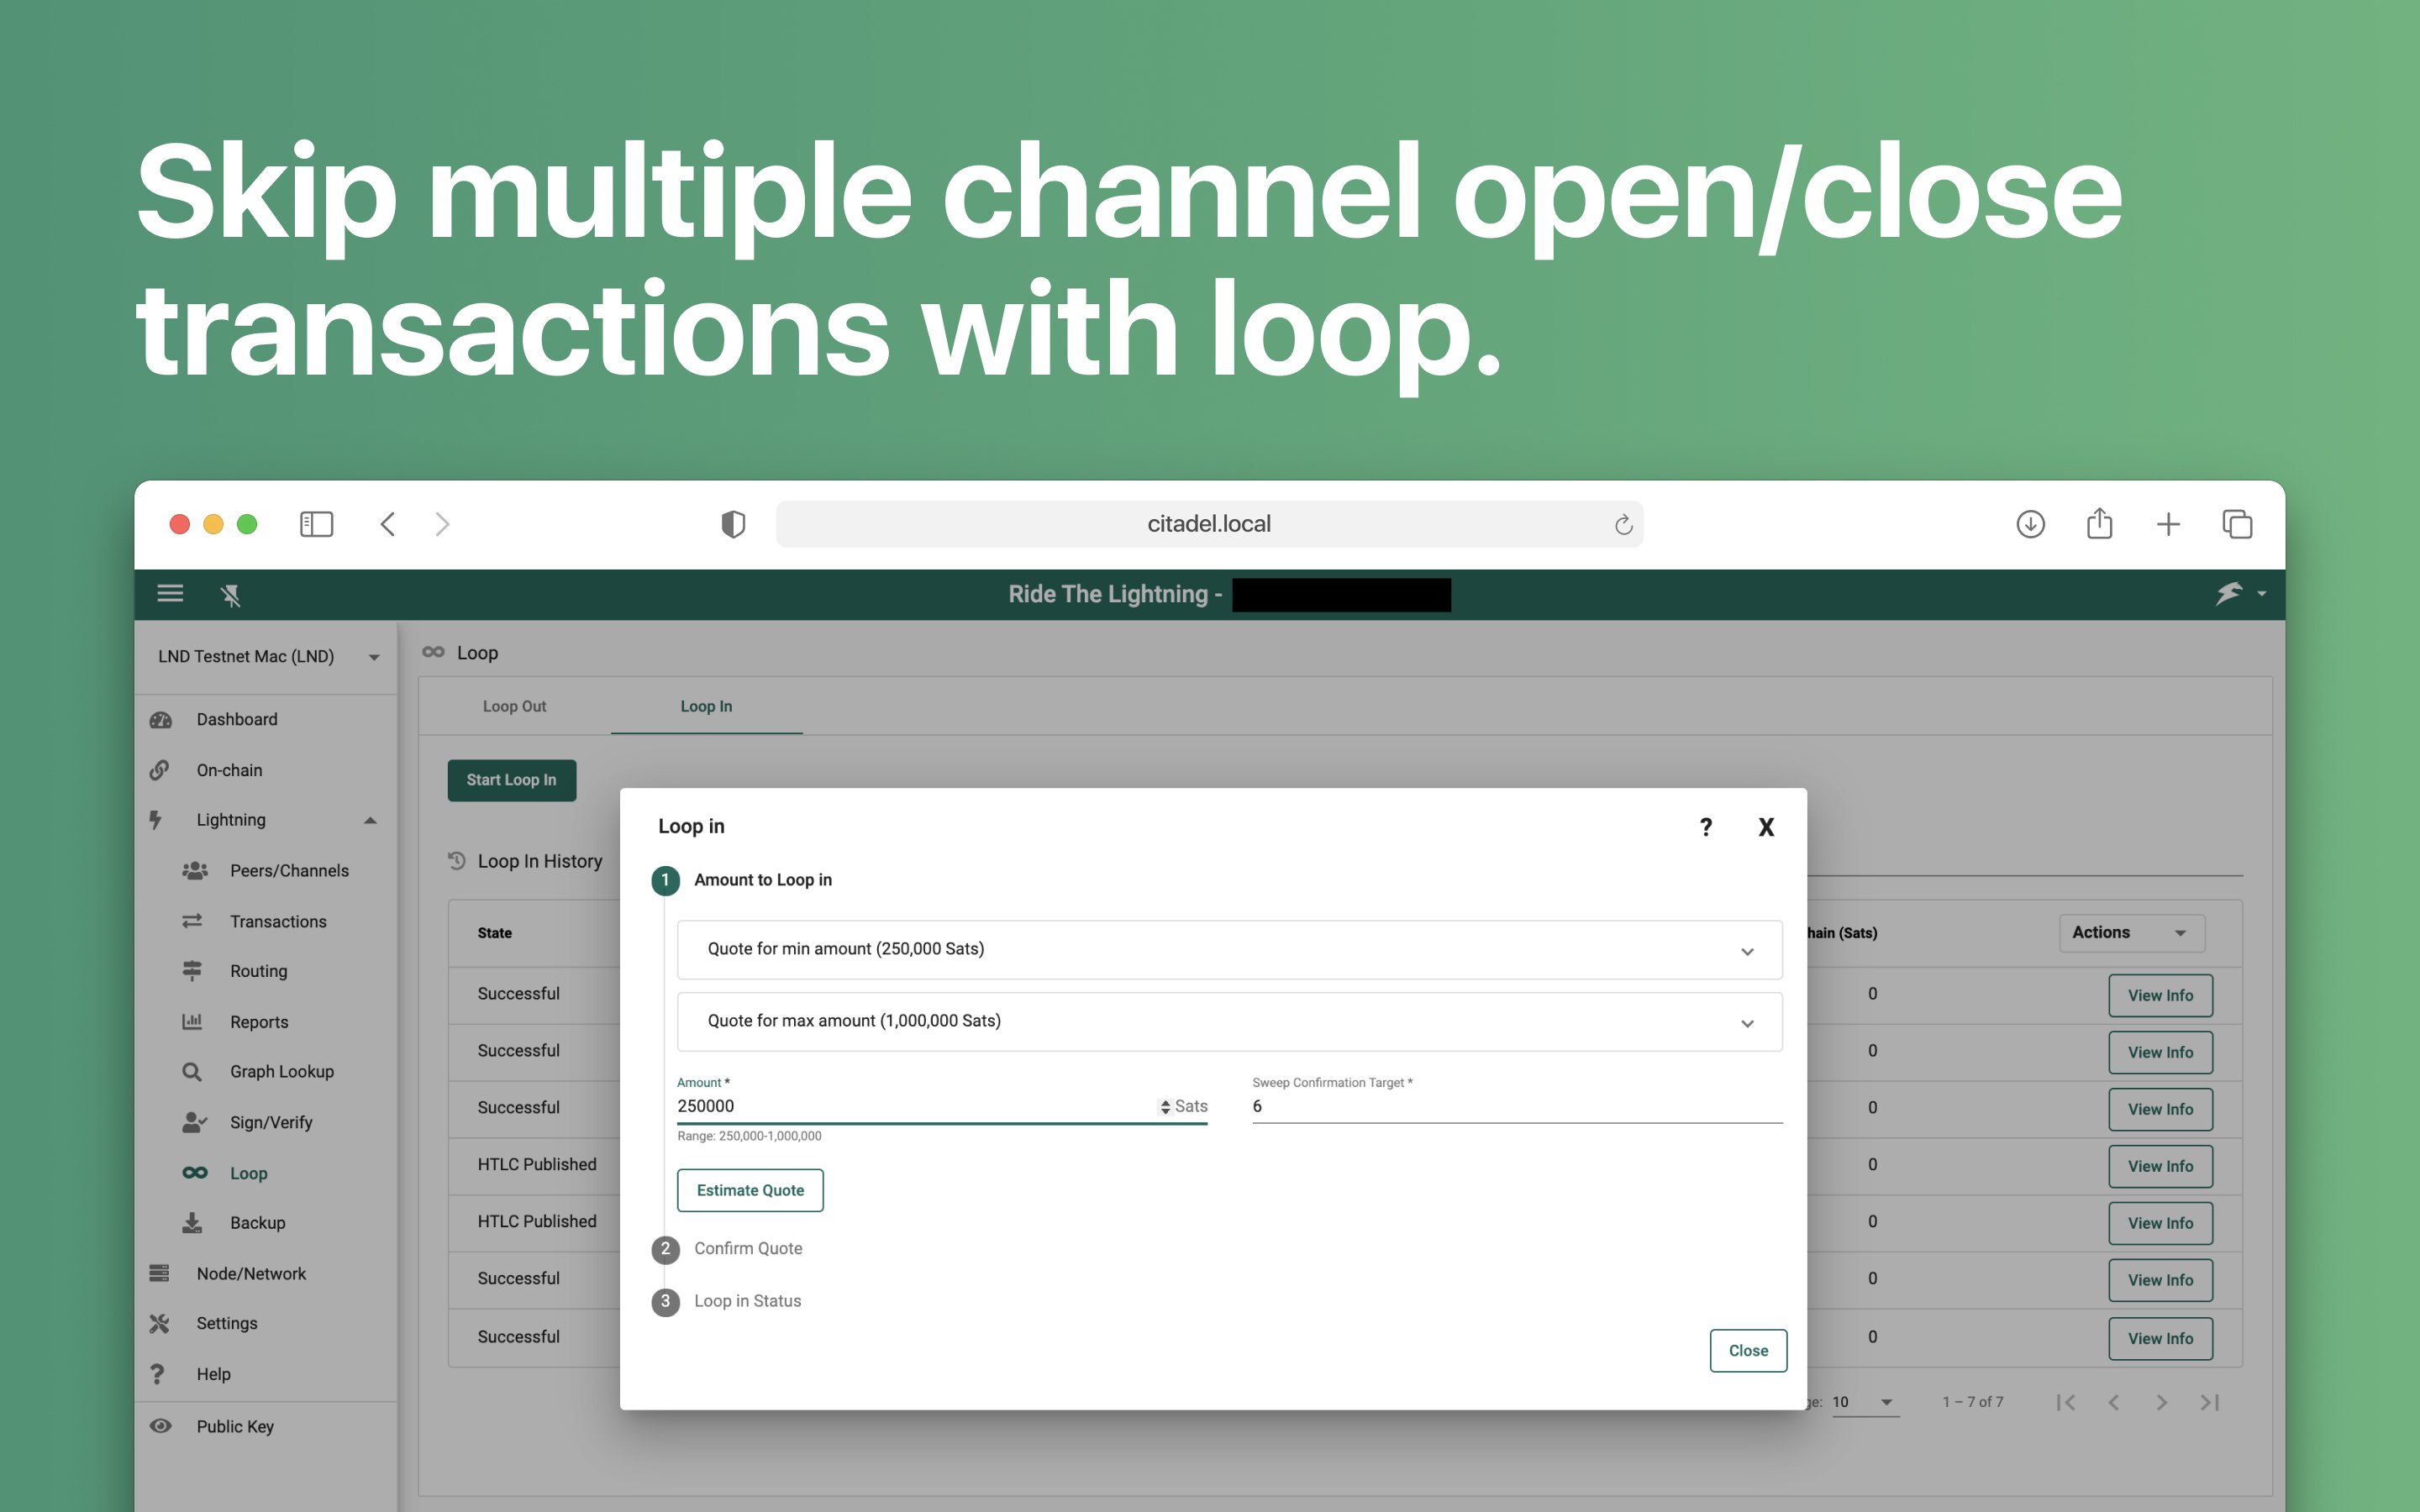 Skip multiple channel open/close
transactions with loop.
citadel.local
Ride The Lightning -
LND Testnet Mac (LND)
Dashboard
On-chain
Lightning
Peers/Channels
Transactions
Routing
Reports
Graph Lookup
Sign/Verify
Loop
Backup
Node/Network
Settings
Help
Public Key
Loop
Loop Out Loop In
Start Loop In
Loop In History
State hain (Sats) Actions
Successful 0 View Info
Successful 0 View Info
Successful 0 View Info
HTLC Published 0 View Info
HTLC Published 0 View Info
Successful 0 View Info
Successful 0 View Info
ge: 10 1 – 7 of 7
Loop in ? X
1 Amount to Loop in
Quote for min amount (250,000 Sats)
Quote for max amount (1,000,000 Sats)
Amount * Sweep Confirmation Target *
250000 Sats 6
Range: 250,000-1,000,000
Estimate Quote
2 Confirm Quote
3 Loop in Status
Close